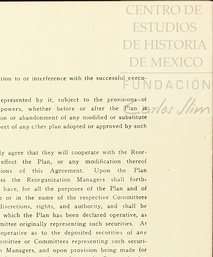 CENTRO DE
ESTUDIOS
DE HISTORIA
DE MEXICO
FUNDACIÓN
Carlos Slim
tion to or interference with the successful execu-
epresented by it, subject to the provisions of
powers, whether before or after the Plan is
on or abandonment of any modified or substitute
pect of any other plan adopted or approved by such
ly agree that they will cooperate with the Reor-
effect the Plan, or any modification thereof
ions of this Agreement. Upon the Plan
ss the Reorganization Managers shall forth-
have, for all the purposes of the Plan and of
e or in the name of the respective Committees
discretions, rights, and authority, and shall be
which the Plan has been declared operative, as
mittee originally representing such securities. At
operative as to the deposited securities of any
mmittee or Committees representing such securi-
n Managers, and upon provision being made for